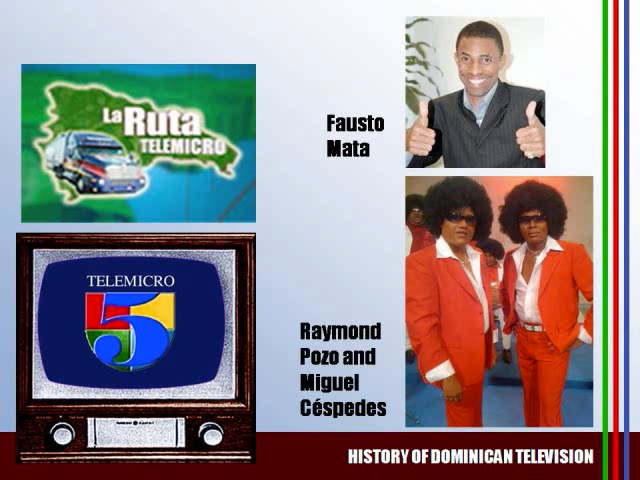 La Ruta
TELEMICRO
Fausto
Mata
TELEMICRO
5
Raymond
Pozo and
Miguel
Céspedes
HISTORY OF DOMINICAN TELEVISION